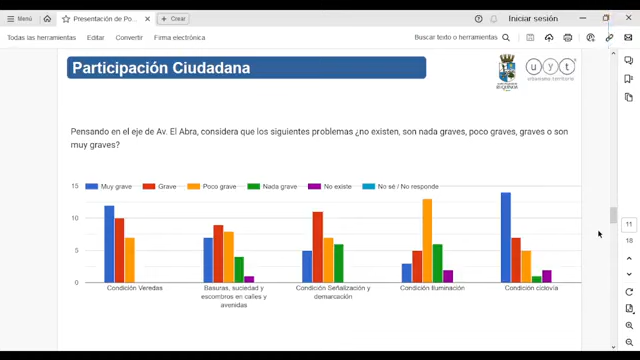 Menú
Presentación de Po...
Crear
Iniciar sesión
Todas las herramientas
Editar
Convertir
Firma electrónica
Buscar texto o herramientas
Participación Ciudadana
uyt
urbanismo y territorio
Pensando en el eje de Av. El Abra, considera que los siguientes problemas ¿no existen, son nada graves, poco graves, graves o son
muy graves?
15
Muy grave
Grave
Poco grave
Nada grave
No existe
No sé / No responde
10
5
0
Condición Veredas
Basuras, suciedad y
escombros en calles y
avenidas
Condición Señalización y
demarcación
Condición Iluminación
Condición ciclovía
11
18